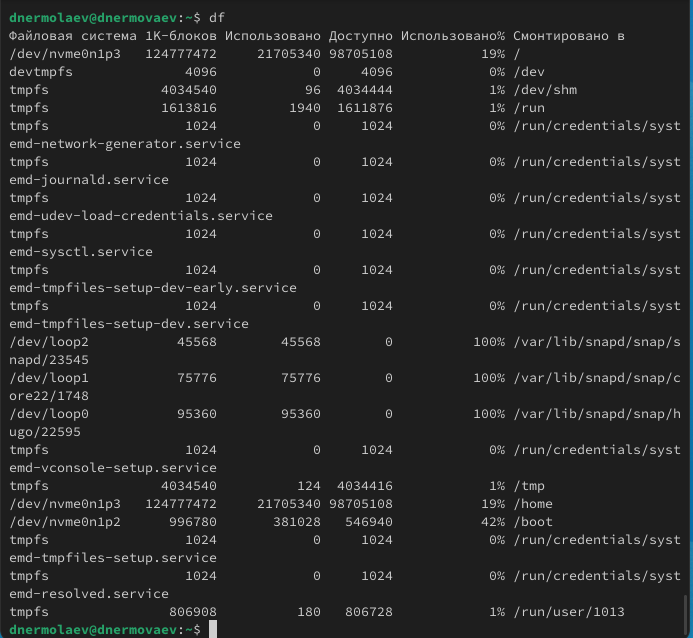 dnermolaev@dnermovaev:~$ df
Файловая система 1K-блоков Использовано Доступно Использовано% Смонтировано в
/dev/nvme0n1p3   124777472     21705340 98705108           19% /
devtmpfs              4096            0     4096            0% /dev
tmpfs              4034540           96  4034444            1% /dev/shm
tmpfs              1613816         1940  1611876            1% /run
tmpfs                 1024            0     1024            0% /run/credentials/syst
emd-network-generator.service
tmpfs                 1024            0     1024            0% /run/credentials/syst
emd-journald.service
tmpfs                 1024            0     1024            0% /run/credentials/syst
emd-udev-load-credentials.service
tmpfs                 1024            0     1024            0% /run/credentials/syst
emd-sysctl.service
tmpfs                 1024            0     1024            0% /run/credentials/syst
emd-tmpfiles-setup-dev-early.service
tmpfs                 1024            0     1024            0% /run/credentials/syst
emd-tmpfiles-setup-dev.service
/dev/loop2           45568        45568        0          100% /var/lib/snapd/snap/s
napd/23545
/dev/loop1           75776        75776        0          100% /var/lib/snapd/snap/c
ore22/1748
/dev/loop0           95360        95360        0          100% /var/lib/snapd/snap/h
ugo/22595
tmpfs                 1024            0     1024            0% /run/credentials/syst
emd-vconsole-setup.service
tmpfs              4034540          124  4034416            1% /tmp
/dev/nvme0n1p3   124777472     21705340 98705108           19% /home
/dev/nvme0n1p2      996780       381028   546940           42% /boot
tmpfs                 1024            0     1024            0% /run/credentials/syst
emd-tmpfiles-setup.service
tmpfs                 1024            0     1024            0% /run/credentials/syst
emd-resolved.service
tmpfs               806908          180   806728            1% /run/user/1013
dnermolaev@dnermovaev:~$